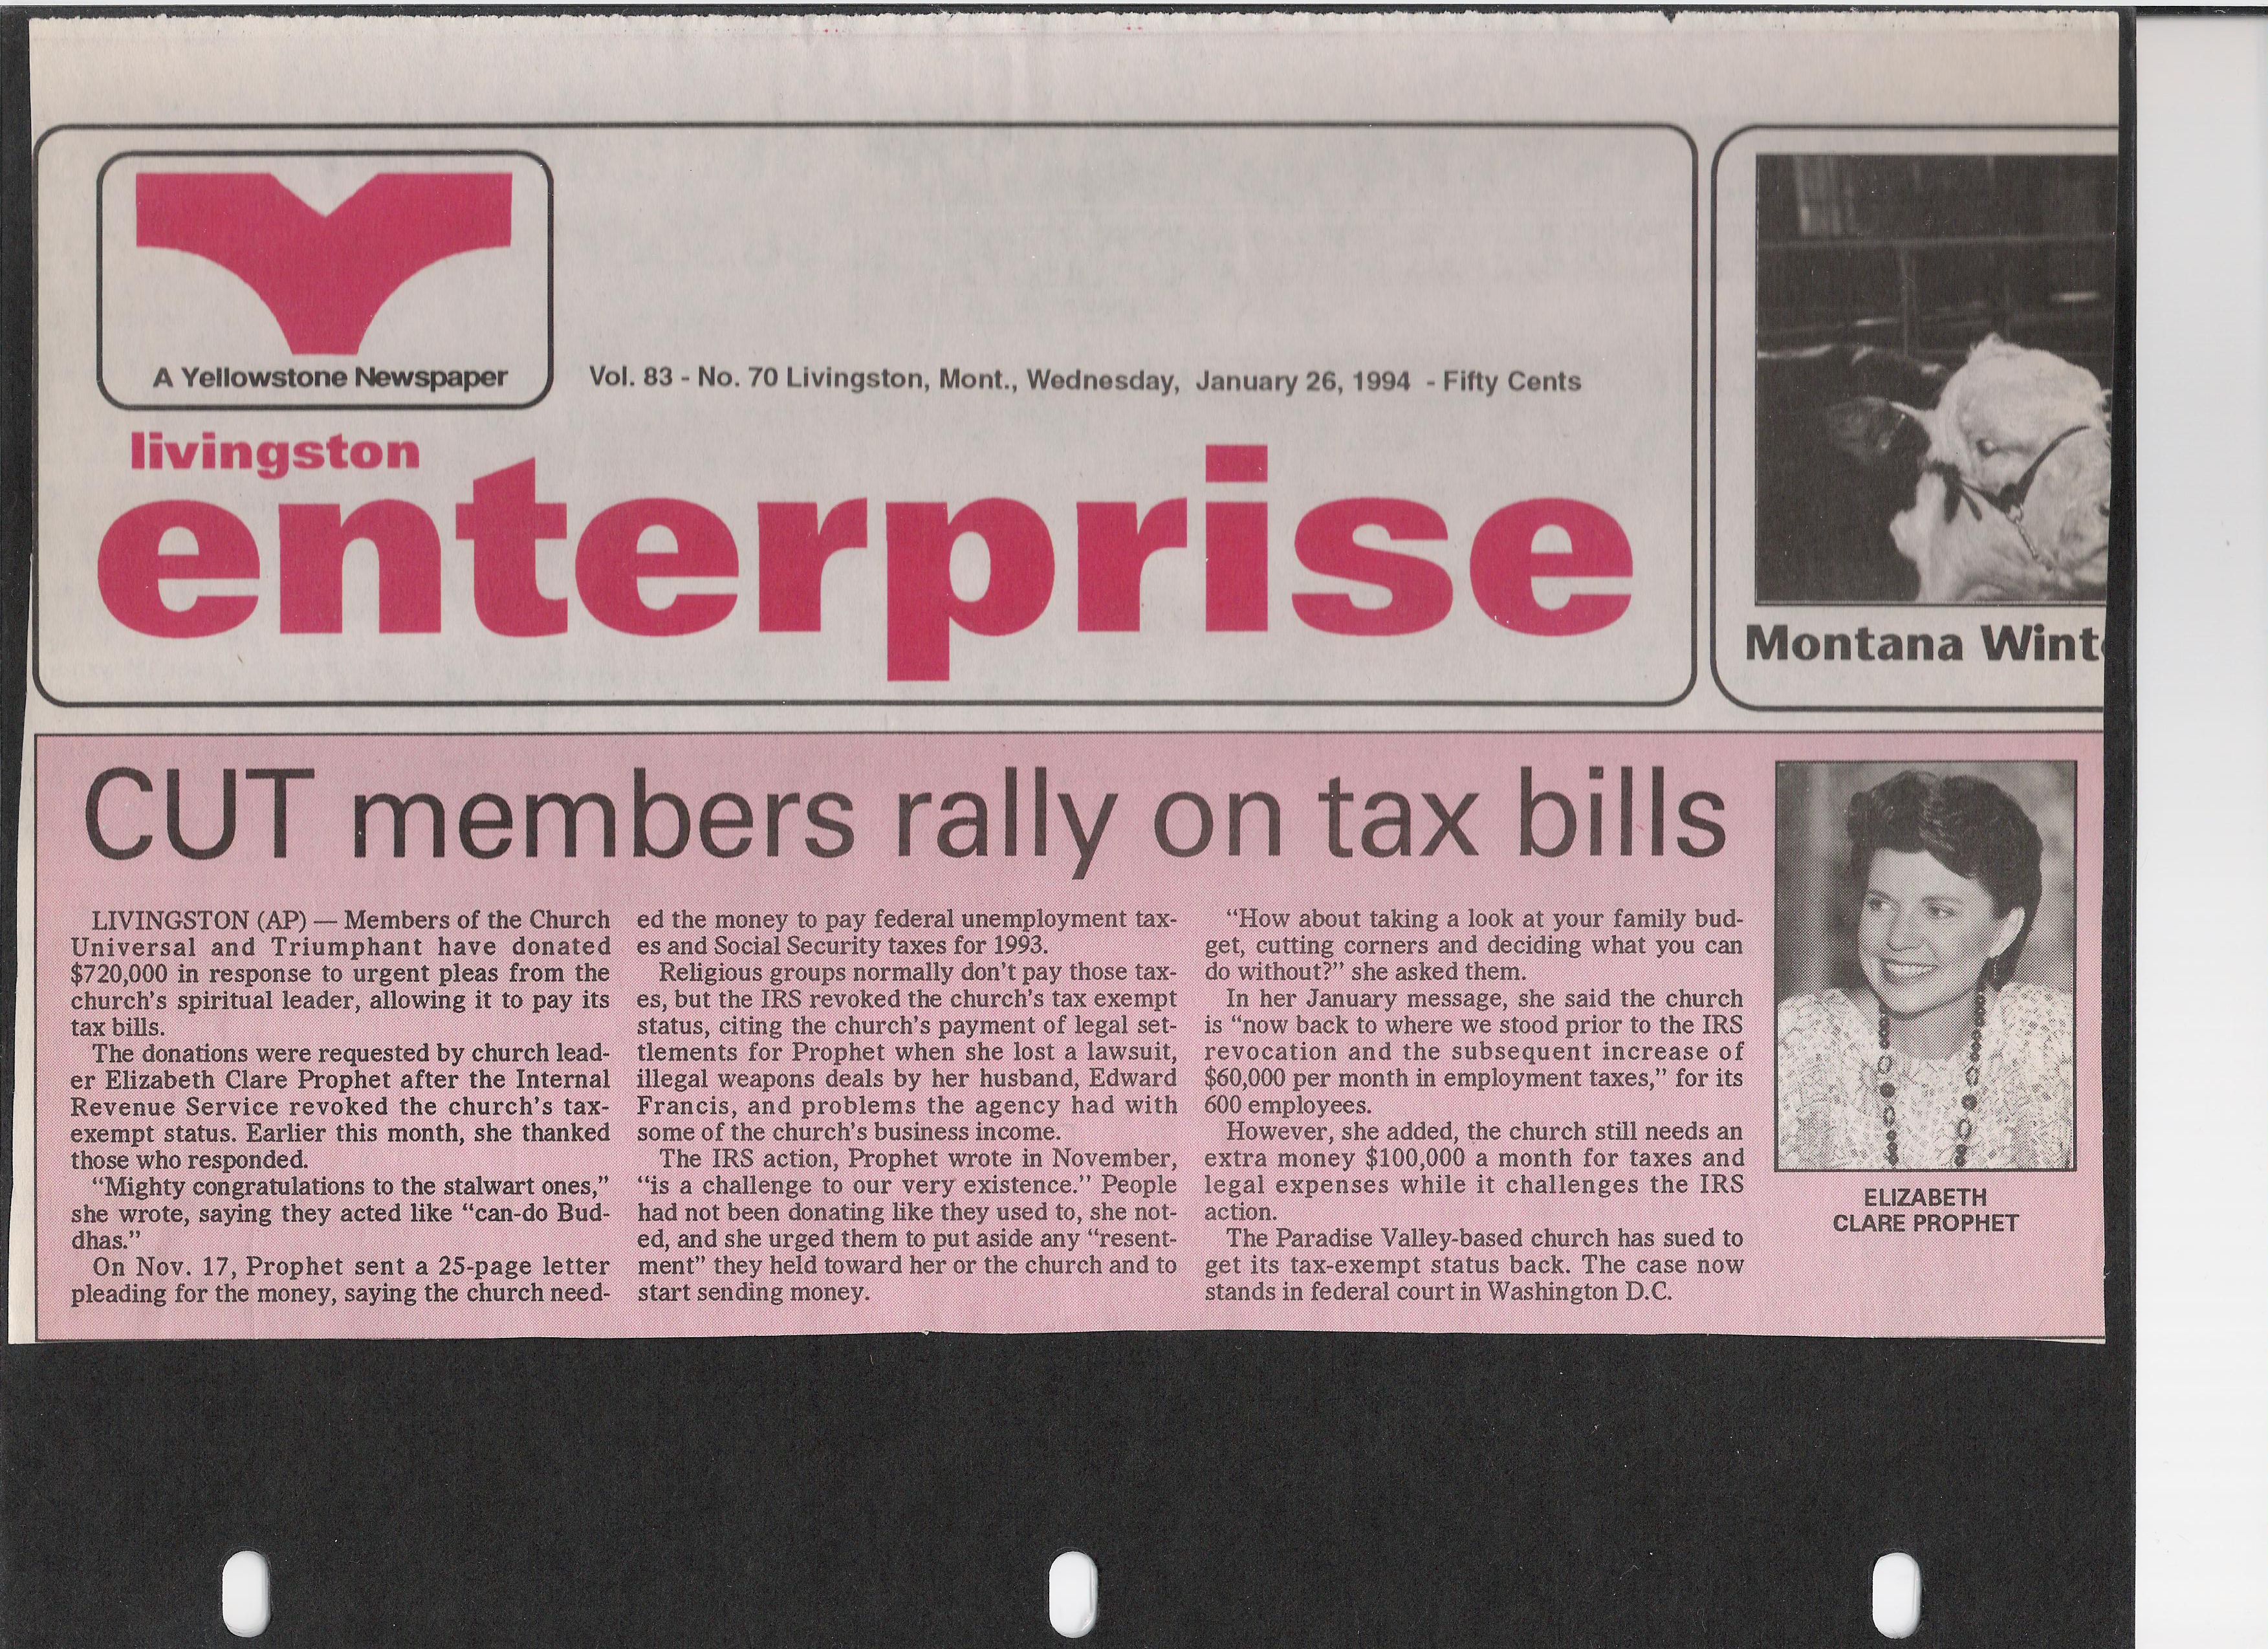 A Yellowstone Newspaper
Vol. 83 - No. 70 Livingston, Mont., Wednesday, January 26, 1994 - Fifty Cents
livingston
enterprise
Montana
CUT members rally on tax bills
LIVINGSTON (AP) — Members of the Church
Universal and Triumphant have donated
$720,000 in response to urgent pleas from the
church's spiritual leader, allowing it to pay its
tax bills.
The donations were requested by church lead-
er Elizabeth Clare Prophet after the Internal
Revenue Service revoked the church's tax-
exempt status. Earlier this month, she thanked
those who responded.
“Mighty congratulations to the stalwart ones,”
she wrote, saying they acted like “can-do Bud-
dhas.”
On Nov. 17, Prophet sent a 25-page letter
pleading for the money, saying the church need-
ed the money to pay federal unemployment tax-
es and Social Security taxes for 1993.
Religious groups normally don't pay those tax-
es, but the IRS revoked the church's tax exempt
status, citing the church's payment of legal set-
tlements for Prophet when she lost a lawsuit,
illegal weapons deals by her husband, Edward
Francis, and problems the agency had with
some of the church's business income.
The IRS action, Prophet wrote in November,
“is a challenge to our very existence.” People
had not been donating like they used to, she not-
ed, and she urged them to put aside any “resent-
ment” they held toward her or the church and to
start sending money.
“How about taking a look at your family bud-
get, cutting corners and deciding what you can
do without?” she asked them.
In her January message, she said the church
is “now back to where we stood prior to the IRS
revocation and the subsequent increase of
$60,000 per month in employment taxes,” for its
600 employees.
However, she added, the church still needs an
extra money $100,000 a month for taxes and
legal expenses while it challenges the IRS
action.
The Paradise Valley-based church has sued to
get its tax-exempt status back. The case now
stands in federal court in Washington D.C.
ELIZABETH
CLARE PROPHET